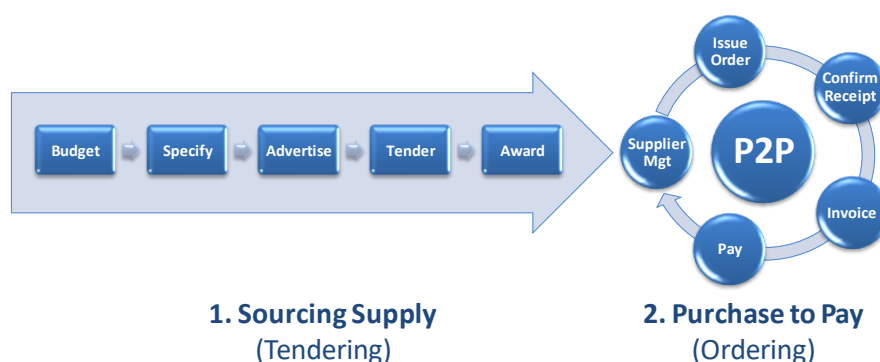 Budget
Specify
Advertise
Tender
Award
Issue
Order
Confirm
Receipt
Supplier
Mgt
P2P
Invoice
Pay
1. Sourcing Supply
(Tendering)
2. Purchase to Pay
(Ordering)